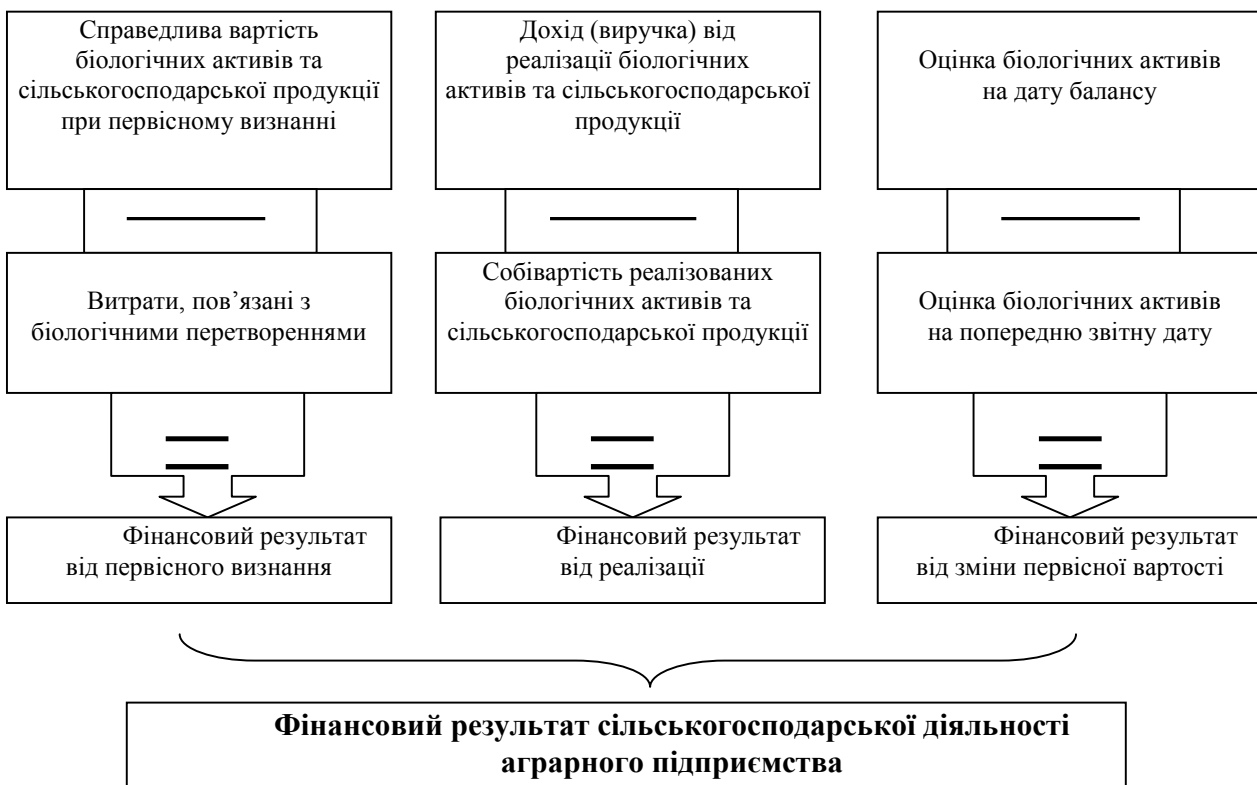 Справедлива вартість
біологічних активів та
сільськогосподарської продукції
при первісному визнанні
Дохід (виручка) від
реалізації біологічних
активів та сільськогосподарської
продукції
Оцінка біологічних активів
на дату балансу
Витрати, пов’язані з
біологічними перетвореннями
Собівартість реалізованих
біологічних активів та
сільськогосподарської продукції
Оцінка біологічних активів
на попередню звітну дату
Фінансовий результат
від первісного визнання
Фінансовий результат
від реалізації
Фінансовий результат
від зміни первісної вартості
Фінансовий результат сільськогосподарської діяльності
аграрного підприємства